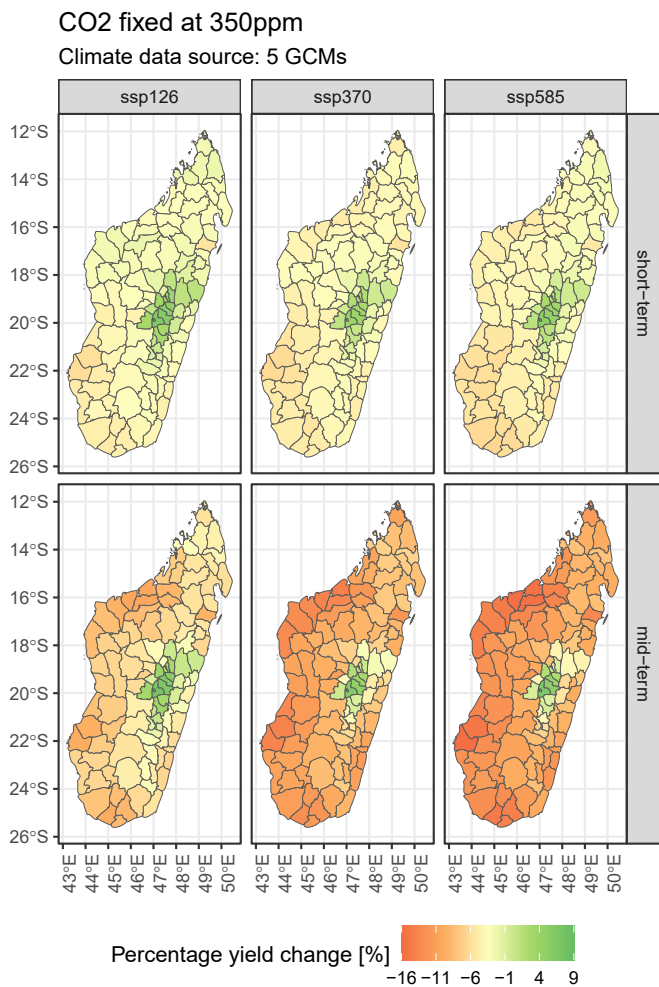 CO2 fixed at 350ppm
Climate data source: 5 GCMs
ssp126 ssp370 ssp585
12°S
14°S
16°S
18°S
20°S
22°S
24°S
26°S
short−term
12°S
14°S
16°S
18°S
20°S
22°S
24°S
26°S
mid−term
43°E 44°E 45°E 46°E 47°E 48°E 49°E 50°E 43°E 44°E 45°E 46°E 47°E 48°E 49°E 50°E 43°E 44°E 45°E 46°E 47°E 48°E 49°E 50°E
Percentage yield change [%]
−16 −11 −6 −1 4 9